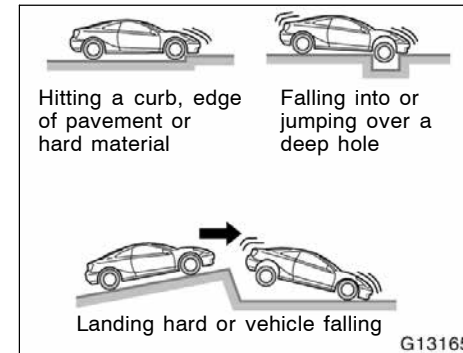 Hitting a curb, edge
of pavement or
hard material
Falling into or
jumping over a
deep hole
Landing hard or vehicle falling
G13165